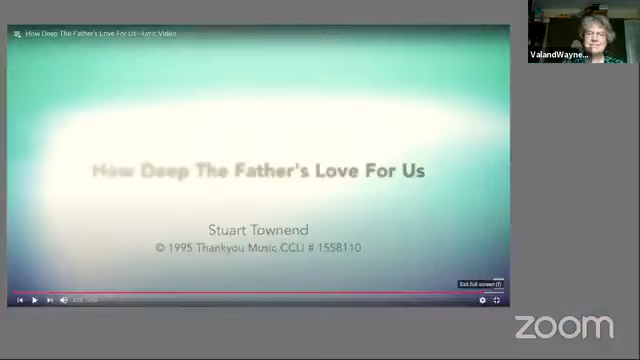 How Deep The Father's Love For Us - Lyric Video
ValandWayne...
How Deep The Father's Love For Us
Stuart Townend
© 1995 Thankyou Music CCLI # 1558110
Exit full screen (f)
zoom